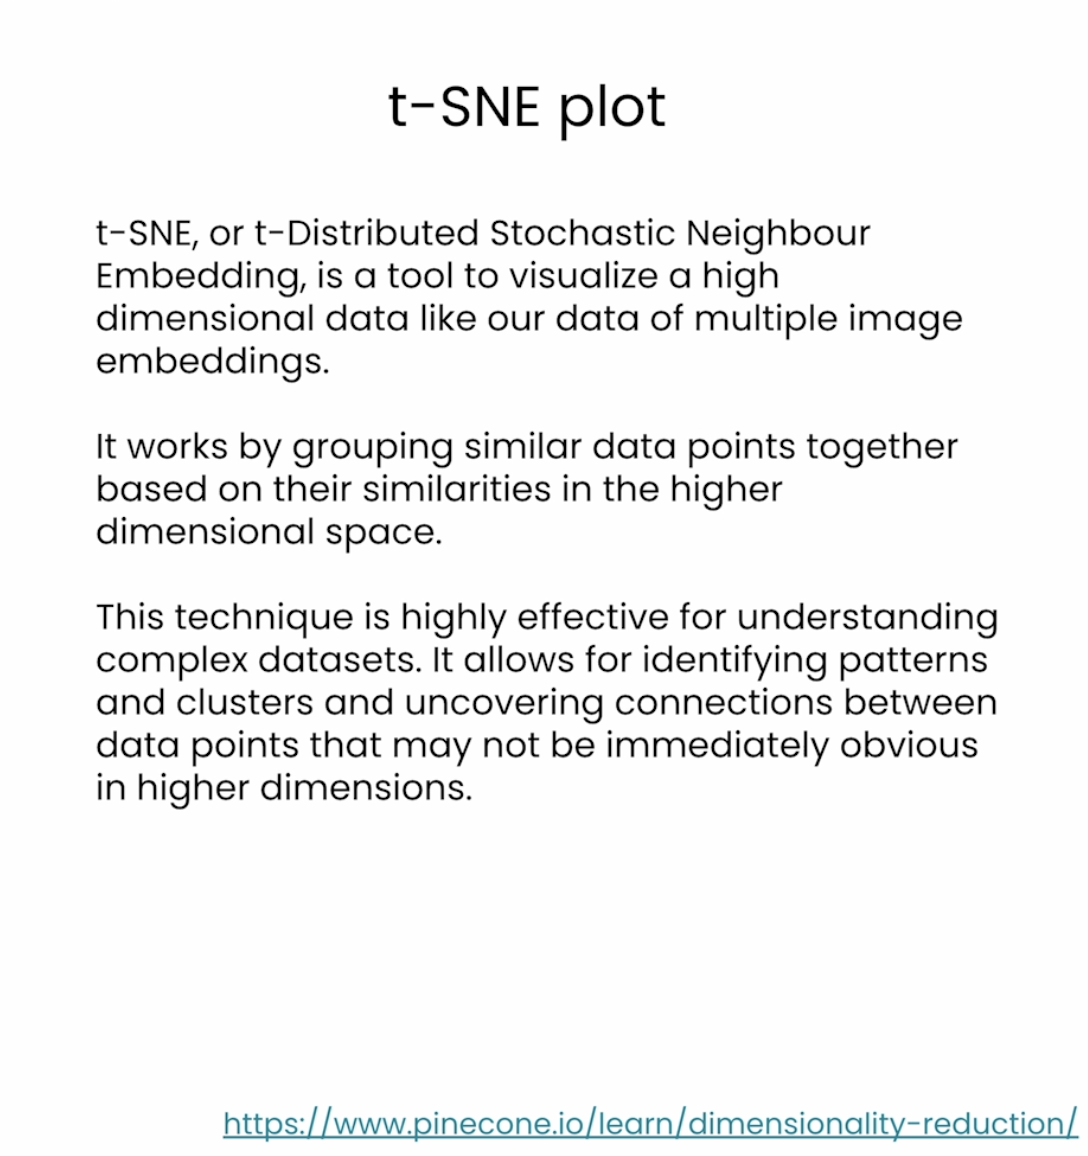 t-SNE plot
t-SNE, or t-Distributed Stochastic Neighbour
Embedding, is a tool to visualize a high
dimensional data like our data of multiple image
embeddings.
It works by grouping similar data points together
based on their similarities in the higher
dimensional space.
This technique is highly effective for understanding
complex datasets. It allows for identifying patterns
and clusters and uncovering connections between
data points that may not be immediately obvious
in higher dimensions.
https://www.pinecone.io/learn/dimensionality-reduction/